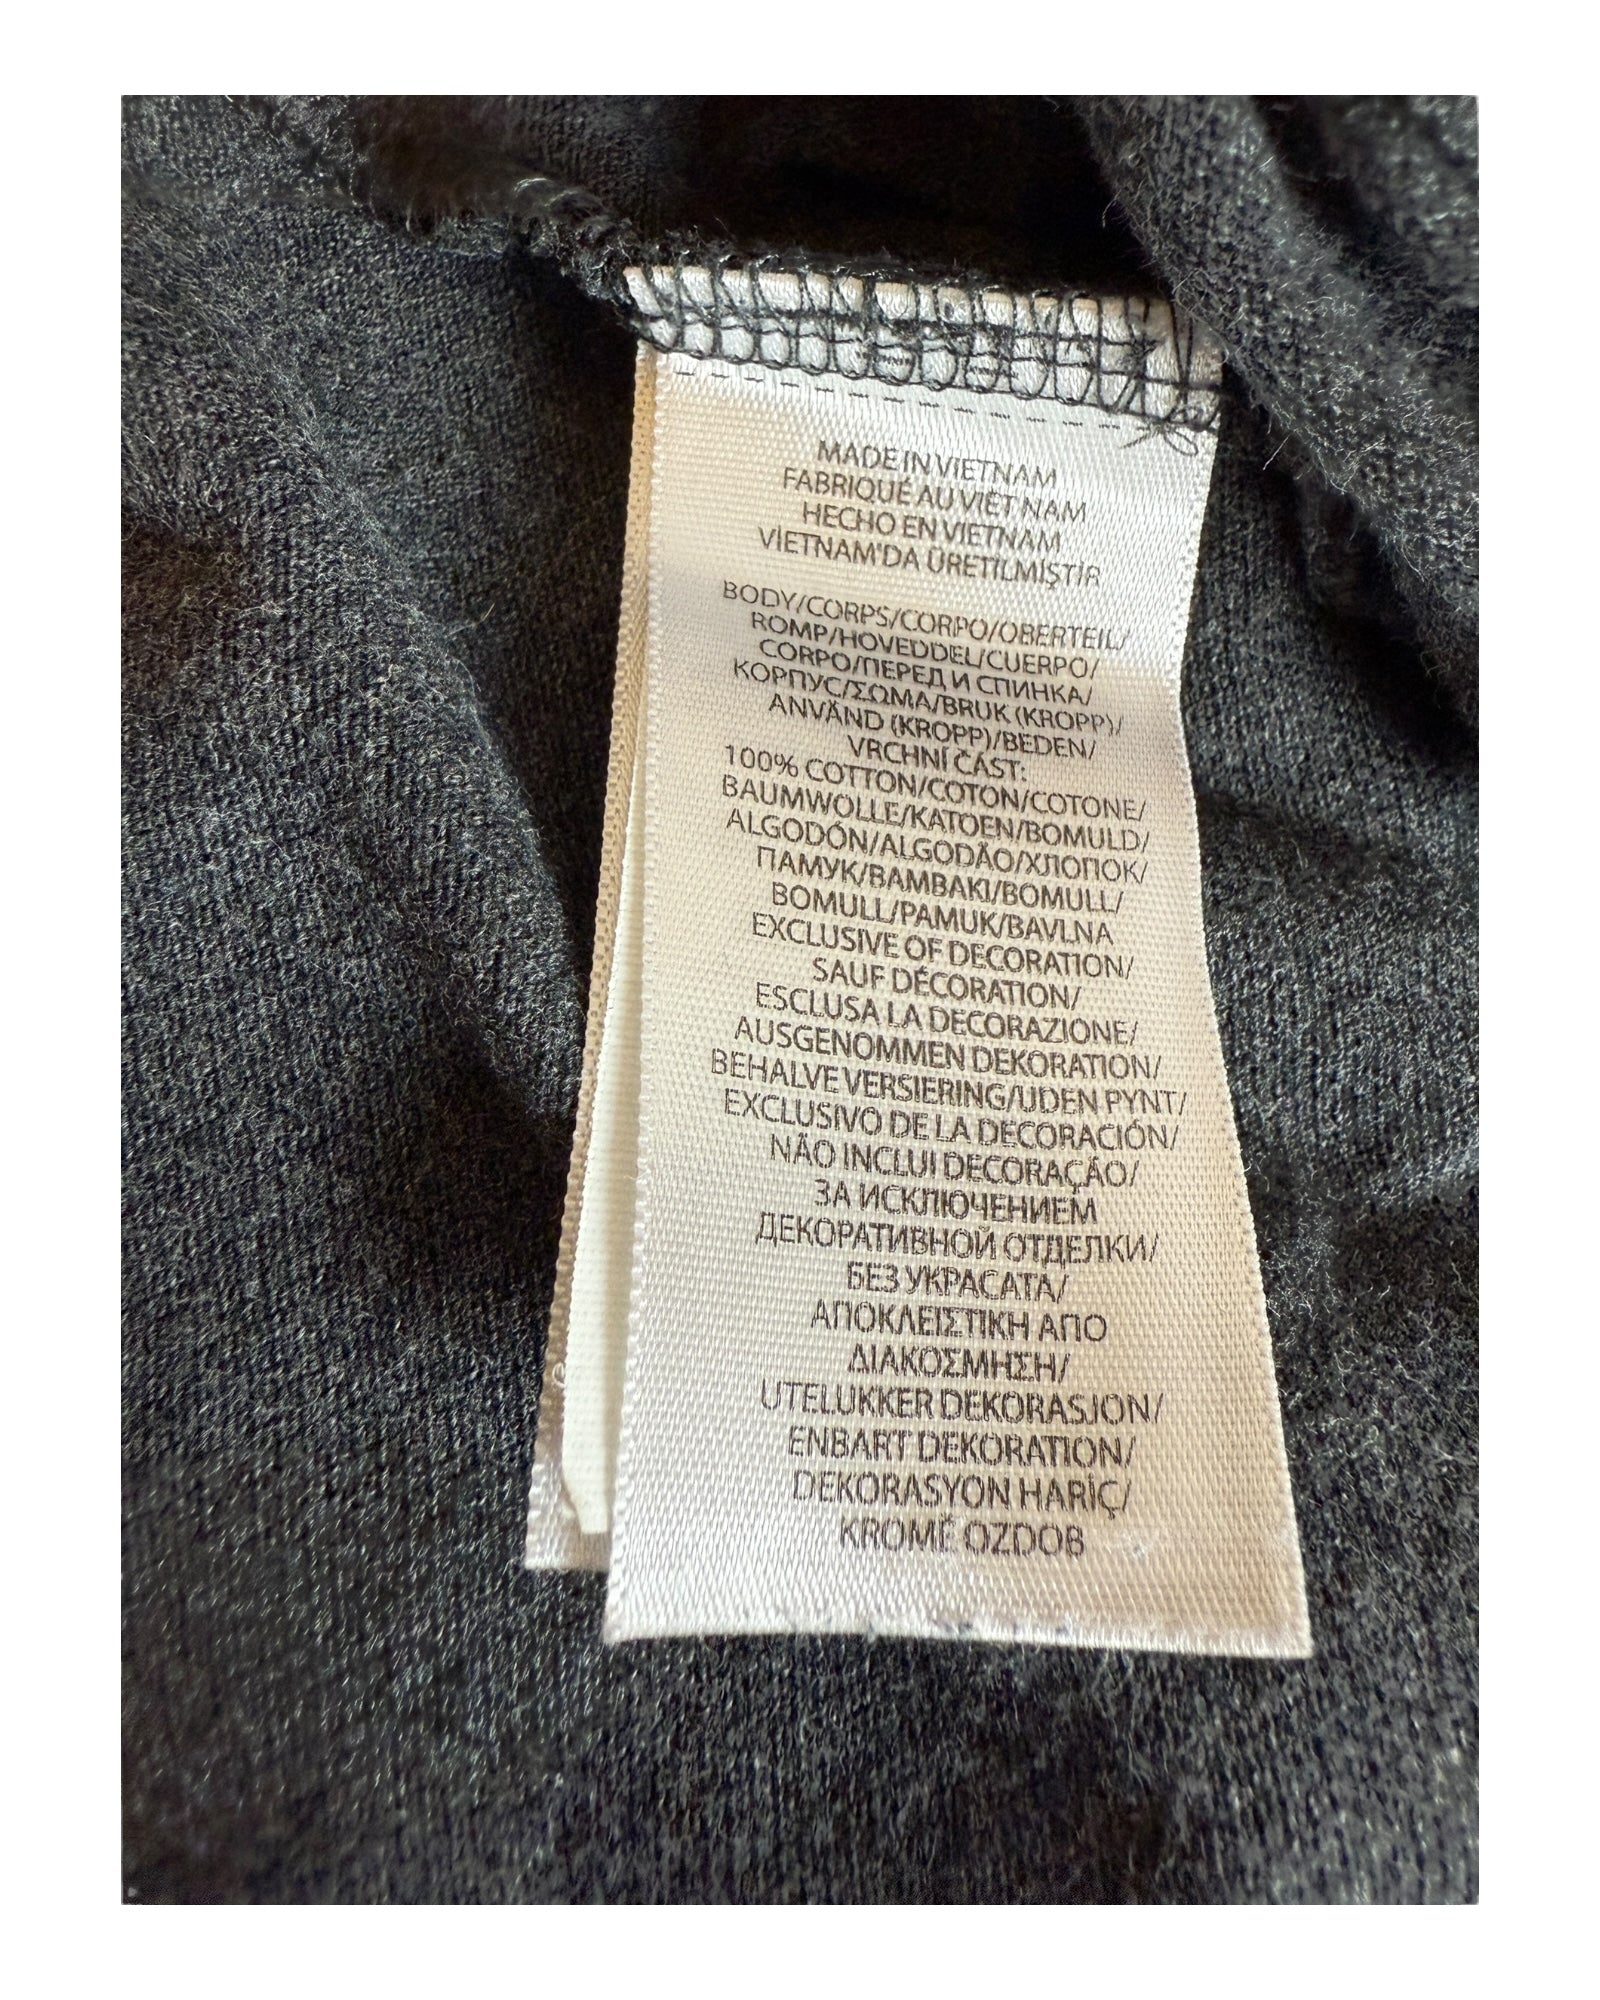 MADE IN VIETNAM
FABRIQUÉ AU VIÊT NAM
HECHO EN VIETNAM
VİETNAM'DA ÜRETİLMİŞTİR
BODY/CORPS/CORPO/OBERTEIL/
ROMP/HOVEDDEL/CUERPO/
CORPO/ПЕРЕД И СПИНКА/
КОРПУС/ΣΩΜΑ/BRUK (KROPP)/
ANVÄND (KROPP)/BEDEN/
VRCHNÍ ČÁST:
100% COTTON/COTON/COTONE/
BAUMWOLLE/KATOEN/BOMULD/
ALGODÓN/ALGODÃO/ХЛОПОК/
ПАМУК/ΒΑΜΒΑΚΙ/BOMULL/
BOMULL/PAMUK/BAVLNA
EXCLUSIVE OF DECORATION/
SAUF DÉCORATION/
ESCLUSA LA DECORAZIONE/
AUSGENOMMEN DEKORATION/
BEHALVE VERSIERING/UDEN PYNT/
EXCLUSIVO DE LA DECORACIÓN/
NÃO INCLUI DECORAÇÃO/
ЗА ИСКЛЮЧЕНИЕМ
ДЕКОРАТИВНОЙ ОТДЕЛКИ/
БЕЗ УКРАСАТА/
ΑΠΟΚΛΕΙΣΤΙΚΗ ΑΠΟ
ΔΙΑΚΟΣΜΗΣΗ/
UTELUKKER DEKORASJON/
ENBART DEKORATION/
DEKORASYON HARİÇ/
KROMĚ OZDOB